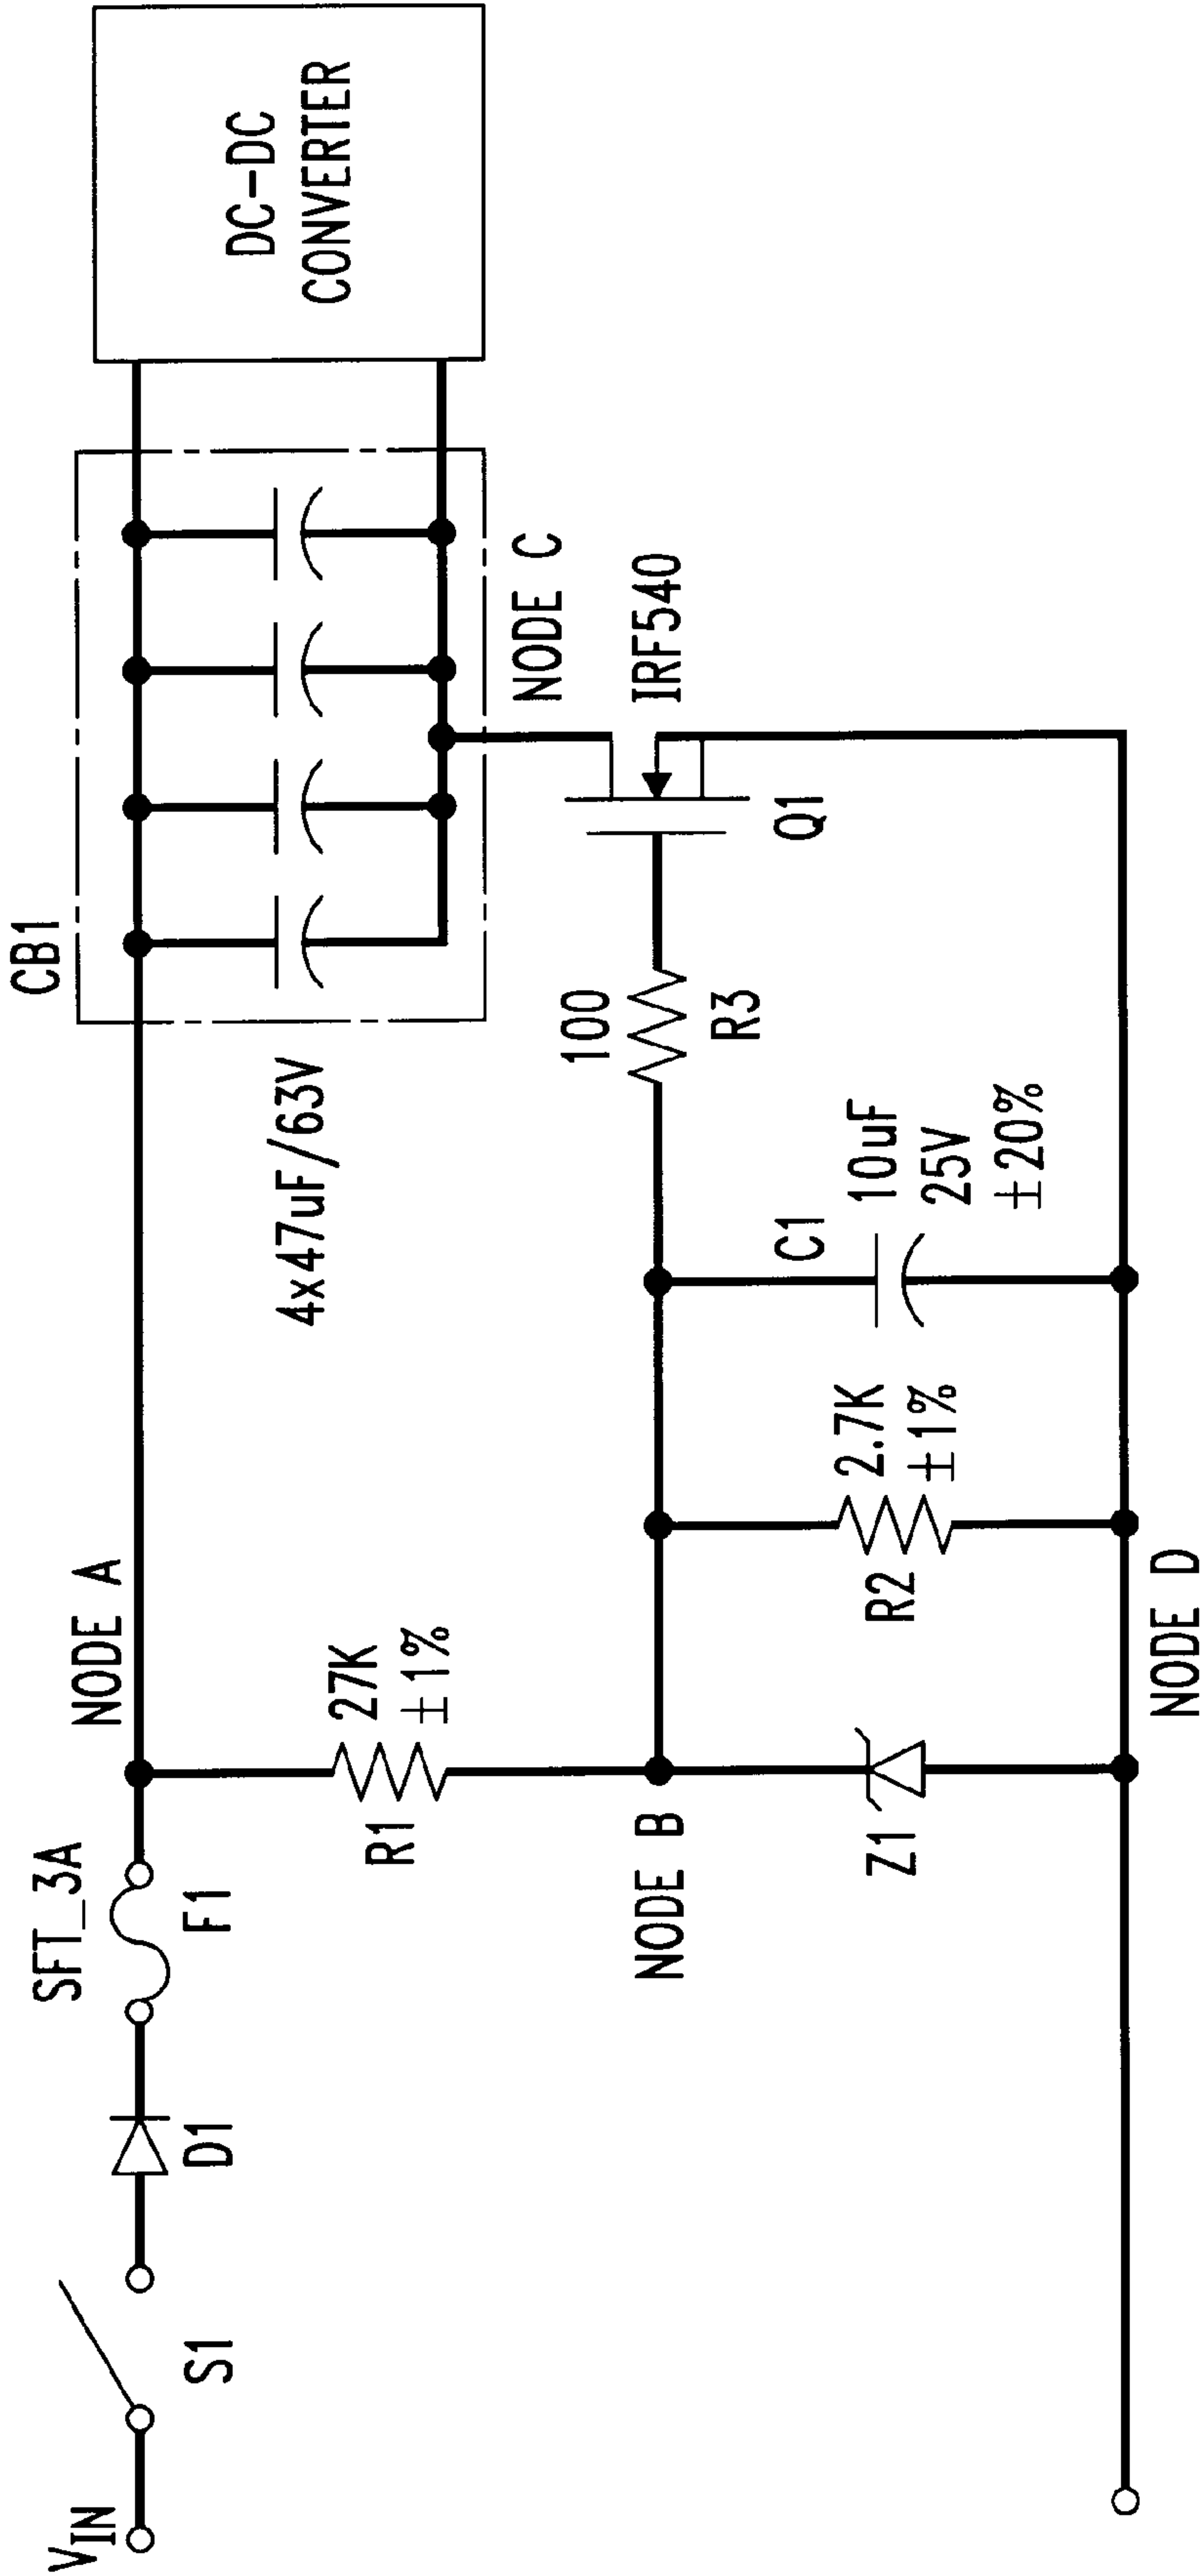 V_IN
S1
D1
SFT_3A
F1
NODE A
R1
27K
±1%
NODE B
Z1
R2
2.7K
±1%
NODE D
C1
10uF
25V
±20%
100
R3
Q1
IRF540
NODE C
CB1
4x47uF/63V
DC-DC
CONVERTER